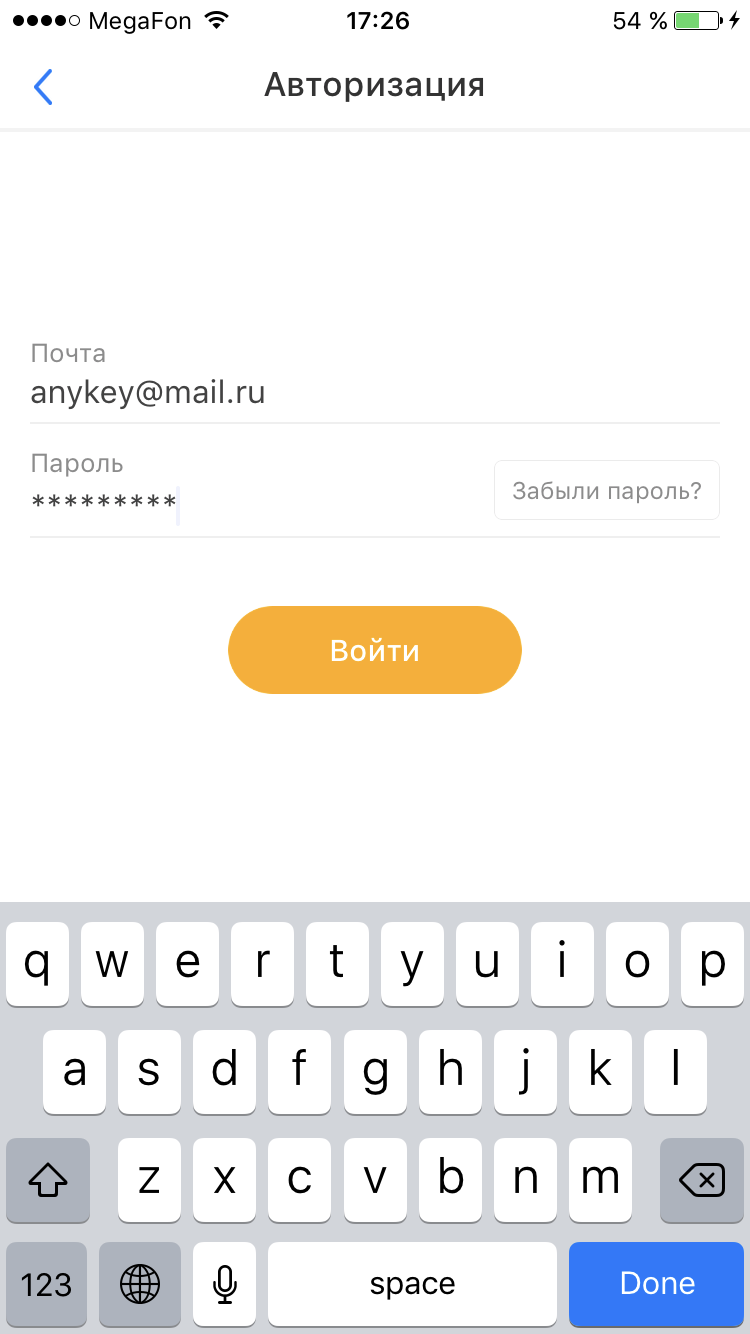 MegaFon 17:26 54 %
Авторизация
Почта
anykey@mail.ru
Пароль
*********
Забыли пароль?
Войти
q w e r t y u i o p
a s d f g h j k l
z x c v b n m
123 space Done